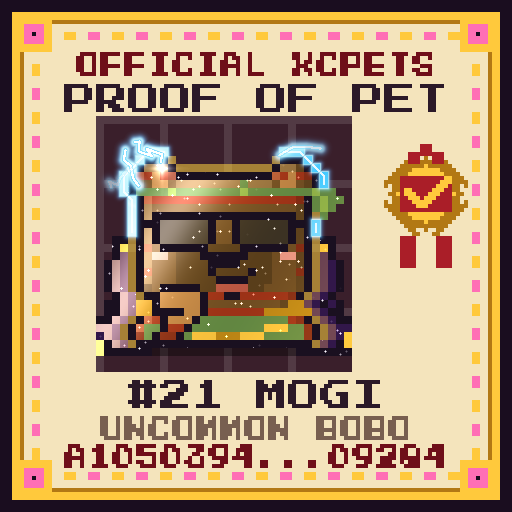 OFFICIAL XCPETS
PROOF OF PET
#21 MOGI
UNCOMMON BOBO
A1050394...09204